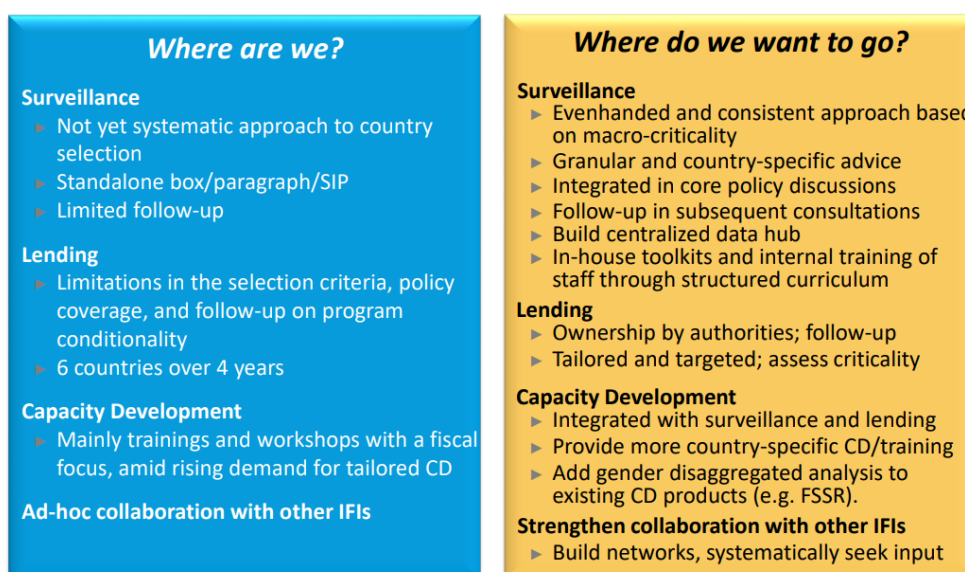 Where are we?
Surveillance
► Not yet systematic approach to country
selection
► Standalone box/paragraph/SIP
► Limited follow-up
Lending
► Limitations in the selection criteria, policy
coverage, and follow-up on program
conditionality
► 6 countries over 4 years
Capacity Development
► Mainly trainings and workshops with a fiscal
focus, amid rising demand for tailored CD
Ad-hoc collaboration with other IFIs
Where do we want to go?
Surveillance
► Evenhanded and consistent approach based
on macro-criticality
► Granular and country-specific advice
► Integrated in core policy discussions
► Follow-up in subsequent consultations
► Build centralized data hub
► In-house toolkits and internal training of
staff through structured curriculum
Lending
► Ownership by authorities; follow-up
► Tailored and targeted; assess criticality
Capacity Development
► Integrated with surveillance and lending
► Provide more country-specific CD/training
► Add gender disaggregated analysis to
existing CD products (e.g. FSSR).
Strengthen collaboration with other IFIs
► Build networks, systematically seek input